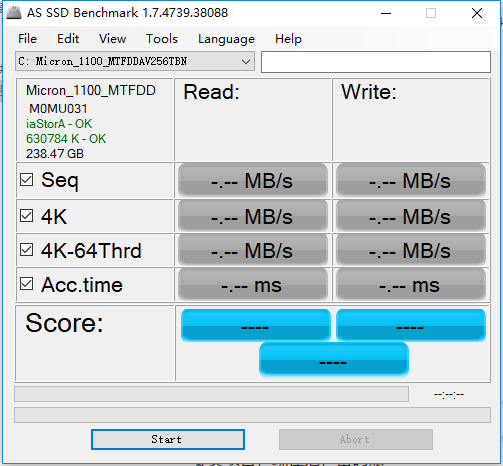 AS SSD Benchmark 1.7.4739.38088
File Edit View Tools Language Help
C: Micron_1100_MTFDDAV256TBN
Micron_1100_MTFDD
M0MU031
iaStorA - OK
630784 K - OK
238.47 GB
Read: Write:
Seq -.-- MB/s -.-- MB/s
4K -.-- MB/s -.-- MB/s
4K-64Thrd -.-- MB/s -.-- MB/s
Acc.time -.-- ms -.-- ms
Score: ---- ----
----
--:--:--
Start Abort